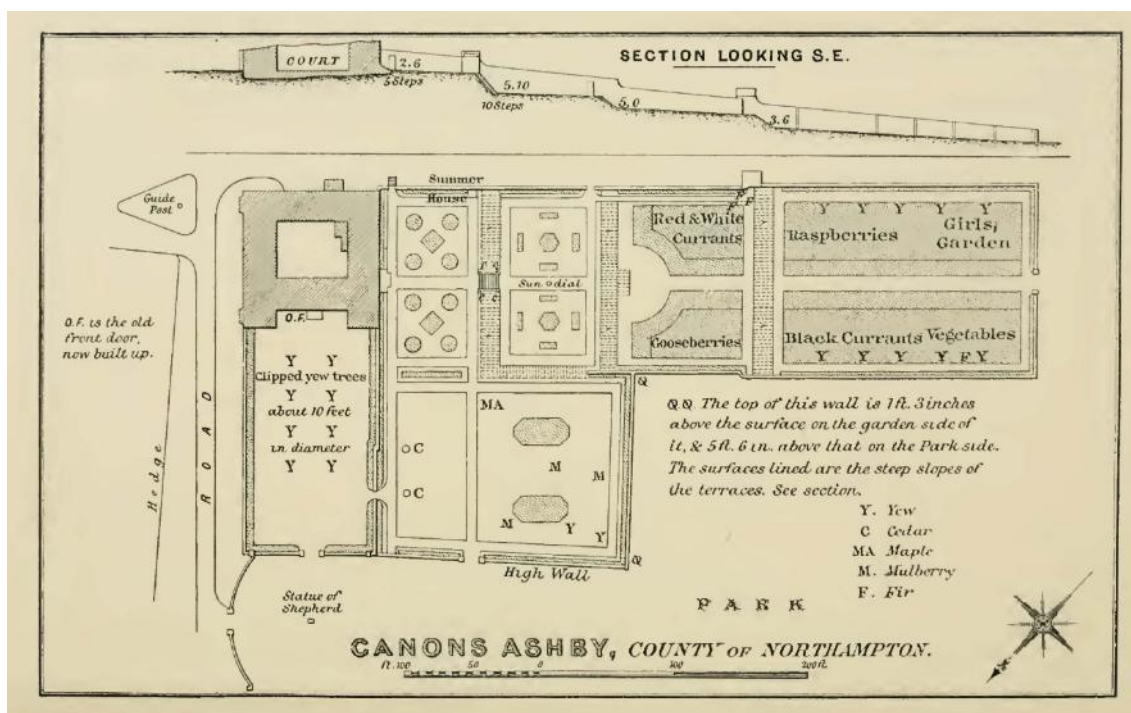 SECTION LOOKING S.E.
COURT
2.6
5 Steps
5.10
10 Steps
5.0
3.6
Guide
Post
Summer
House
Red & White
Currants
F F
F
Y Y Y Y Y
Raspberries
Girls,
Garden
Sun dial
O.F.
O.F. is the old
front door,
now built up.
Gooseberries
Black Currants
Vegetables
Y Y Y Y F Y
Y Y
Clipped yew trees
Y Y
about 10 feet
Y Y
in diameter
Y Y
ROAD
Hedge
MA
C
C
M
M
M
Y
Y
Q
Q
High Wall
QQ The top of this wall is 1ft. 3 inches
above the surface on the garden side of
it, & 5ft. 6 in. above that on the Park side.
The surfaces lined are the steep slopes of
the terraces. See section.
Y. Yew
C Cedar
MA Maple
M. Mulberry
F. Fir
Statue of
Shepherd
PARK
CANONS ASHBY, COUNTY OF NORTHAMPTON.
ft. 100 50 0 100 200 ft.